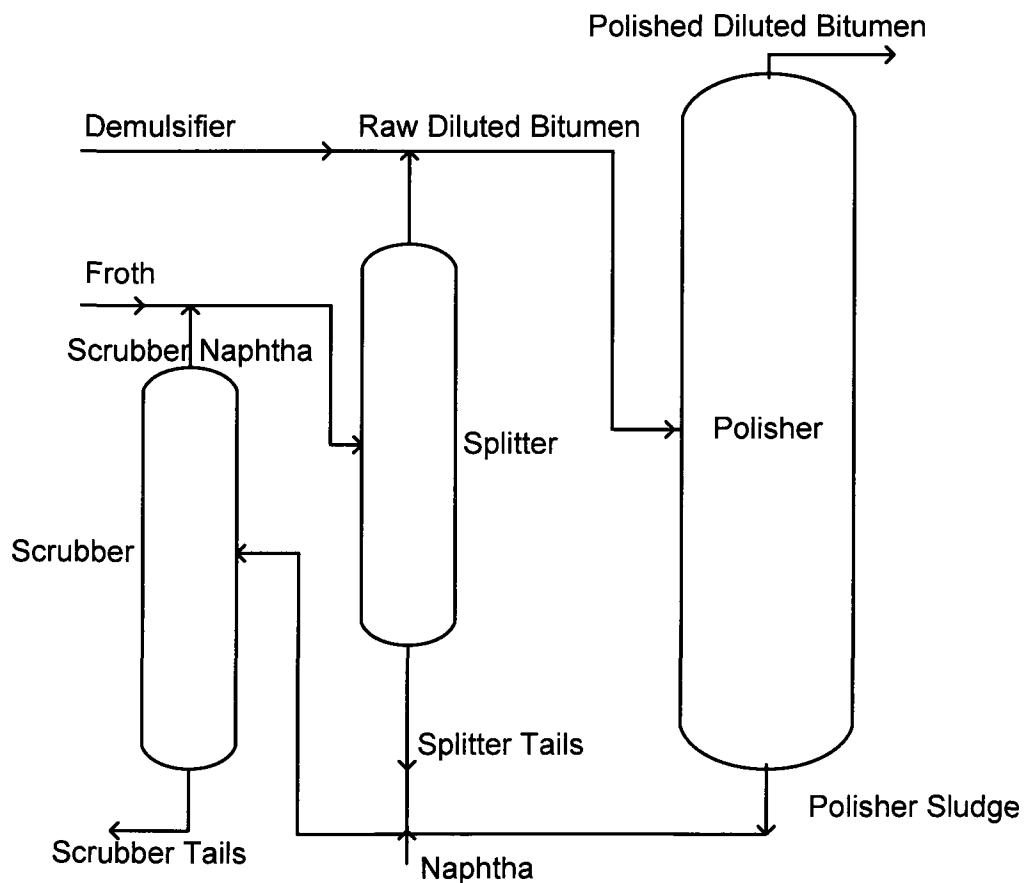 Polished Diluted Bitumen
Demulsifier
Raw Diluted Bitumen
Froth
Scrubber Naphtha
Polisher
Splitter
Scrubber
Splitter Tails
Polisher Sludge
Scrubber Tails
Naphtha